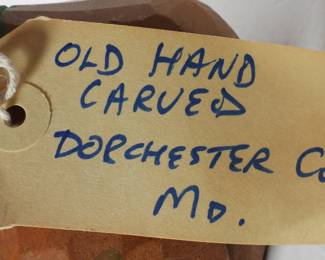 OLD HAND
CARVED
DORCHESTER CO
MD.